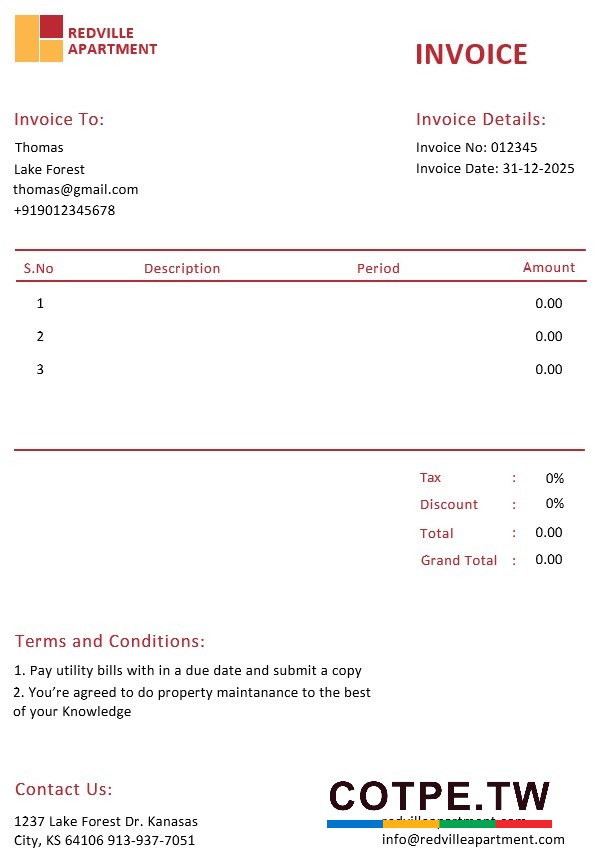 REDVILLE
APARTMENT
INVOICE
Invoice To:
Thomas
Lake Forest
thomas@gmail.com
+919012345678
Invoice Details:
Invoice No: 012345
Invoice Date: 31-12-2025
S.No Description Period Amount
1 0.00
2 0.00
3 0.00
Tax : 0%
Discount : 0%
Total : 0.00
Grand Total : 0.00
Terms and Conditions:
1. Pay utility bills with in a due date and submit a copy
2. You’re agreed to do property maintanance to the best
of your Knowledge
Contact Us:
1237 Lake Forest Dr. Kanasas
City, KS 64106 913-937-7051
COTPE.TW
info@redvilleapartment.com